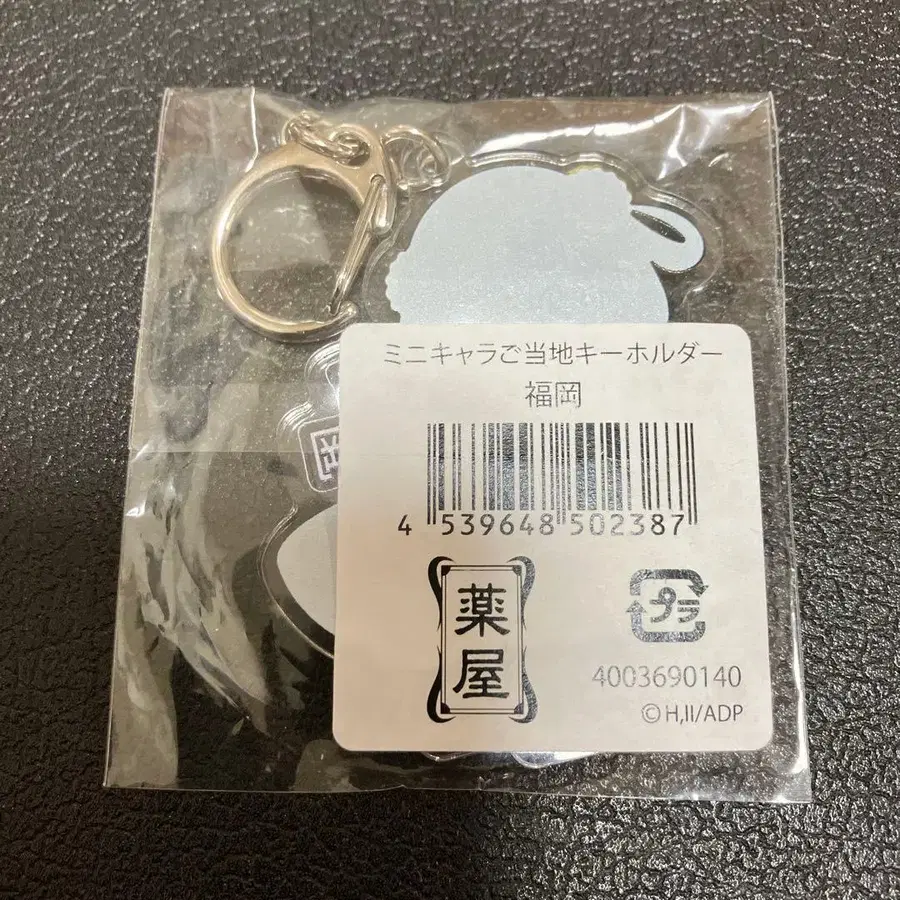 ミニキャラご当地キーホルダー
福岡
4 539648 502387
薬屋
プラ
4003690140
©H,II/ADP